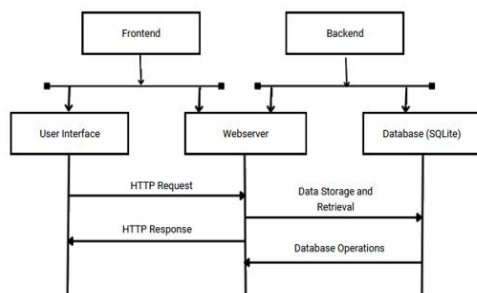 Frontend
Backend
User Interface
Webserver
Database (SQLite)
HTTP Request
Data Storage and
Retrieval
HTTP Response
Database Operations